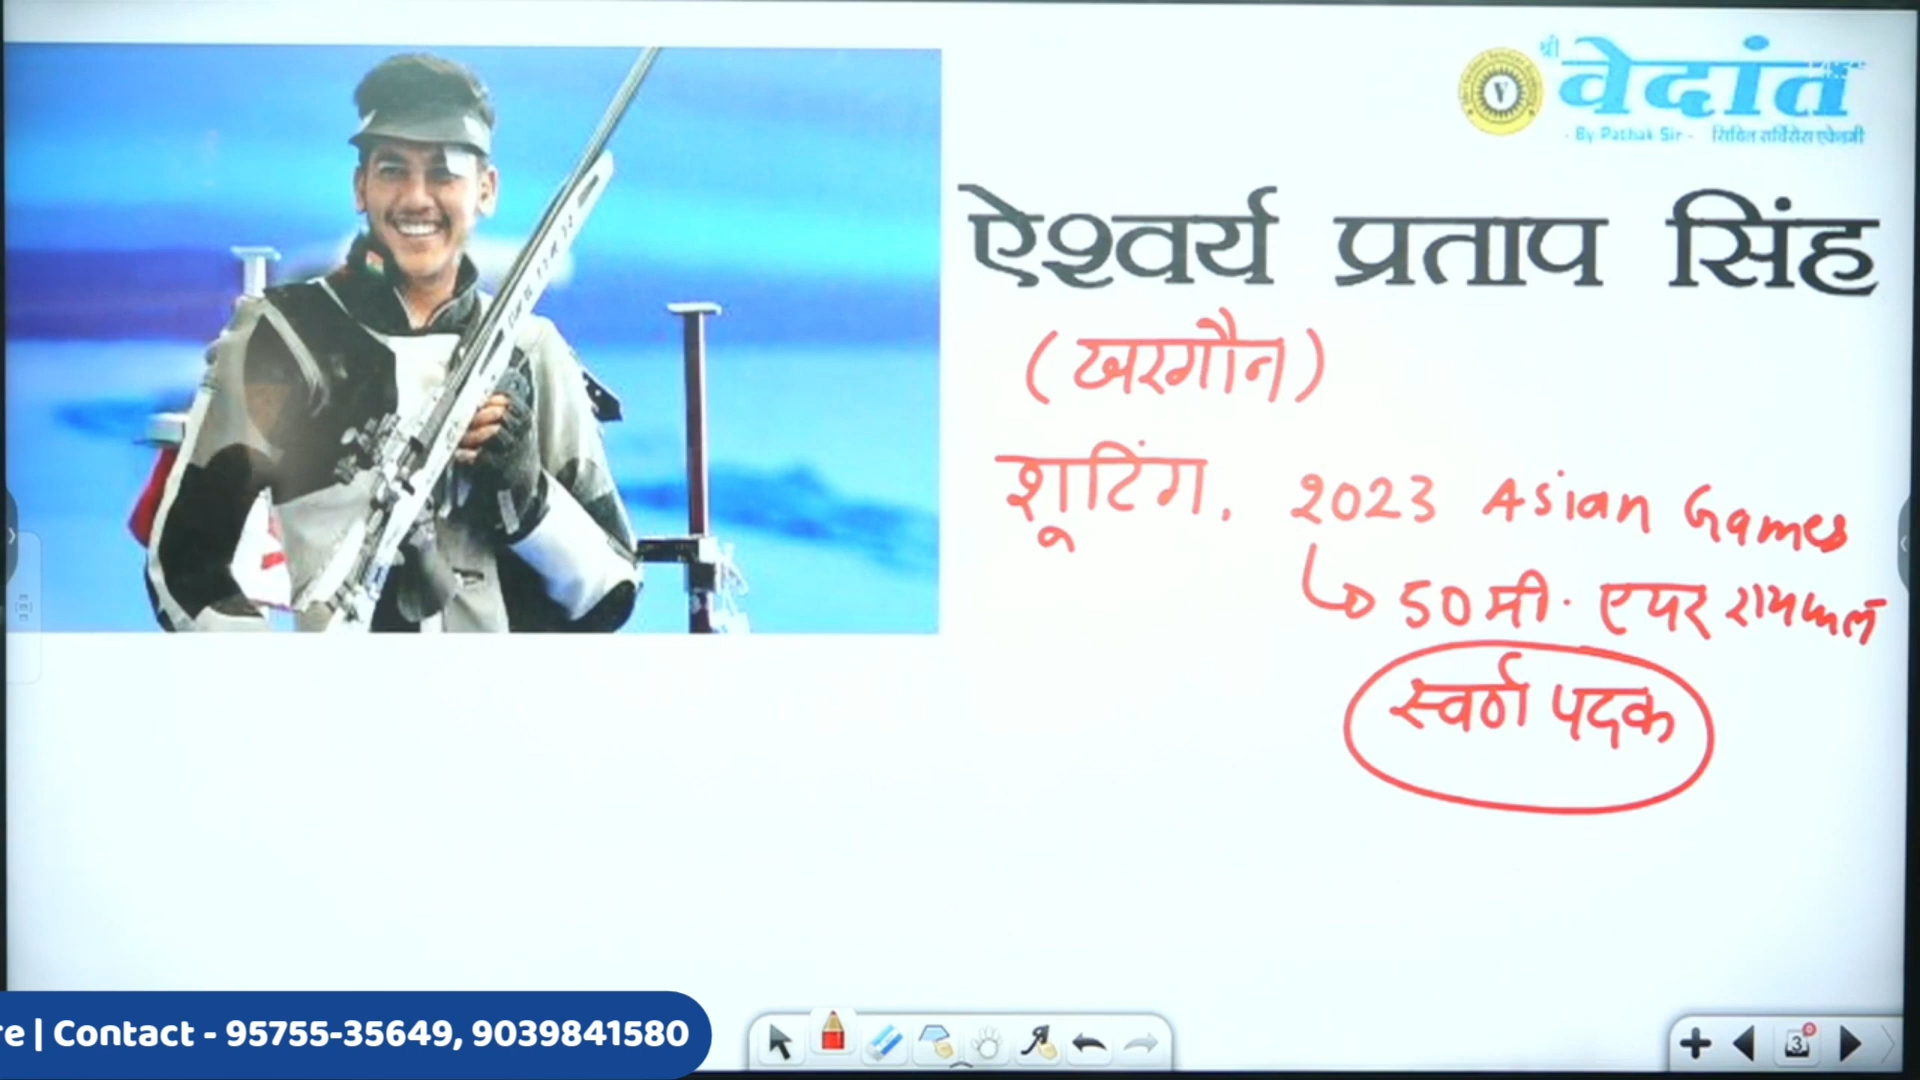 श्री
वेदांत
- By Pathak Sir - सिविल सर्विसेस एकेडमी
ऐश्वर्य प्रताप सिंह
(खरगौन)
शूटिंग. 2023 Asian Games
50 मी. एयर रायफल
स्वर्ण पदक
re | Contact - 95755-35649, 9039841580
3